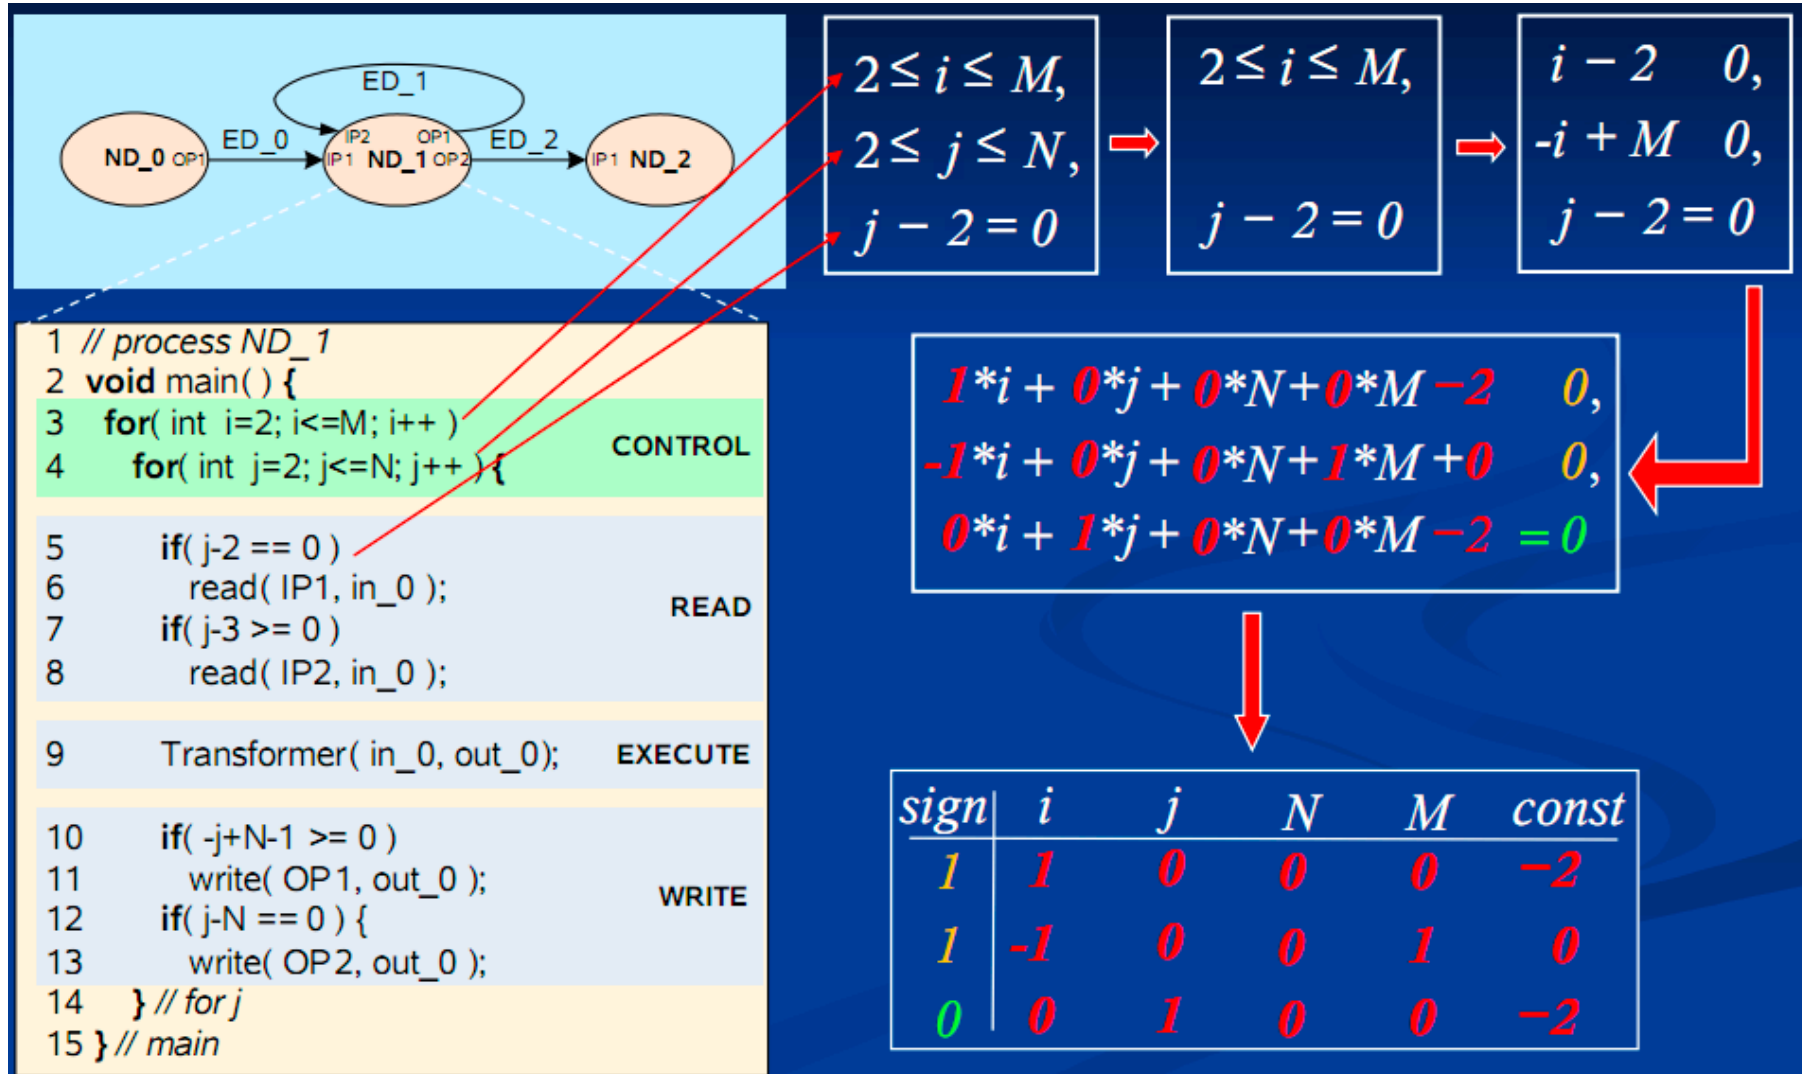 ED_1
ND_0 OP1 ED_0 IP1 IP2 ND_1 OP1 OP2 ED_2 IP1 ND_2
2 ≤ i ≤ M,
2 ≤ j ≤ N,
j − 2 = 0
2 ≤ i ≤ M,
j − 2 = 0
i − 2 0,
-i + M 0,
j − 2 = 0
1 // process ND_1
2 void main( ) {
3 for( int i=2; i<=M; i++ )
4 for( int j=2; j<=N; j++ ) {
CONTROL
5 if( j-2 == 0 )
6 read( IP1, in_0 );
7 if( j-3 >= 0 )
8 read( IP2, in_0 );
READ
9 Transformer( in_0, out_0); EXECUTE
10 if( -j+N-1 >= 0 )
11 write( OP1, out_0 );
12 if( j-N == 0 ) {
13 write( OP2, out_0 );
WRITE
14 } // for j
15 } // main
1*i + 0*j + 0*N+0*M −2 0,
-1*i + 0*j + 0*N+1*M +0 0,
0*i + 1*j + 0*N+0*M −2 = 0
sign i j N M const
1 1 0 0 0 −2
1 -1 0 0 1 0
0 0 1 0 0 −2